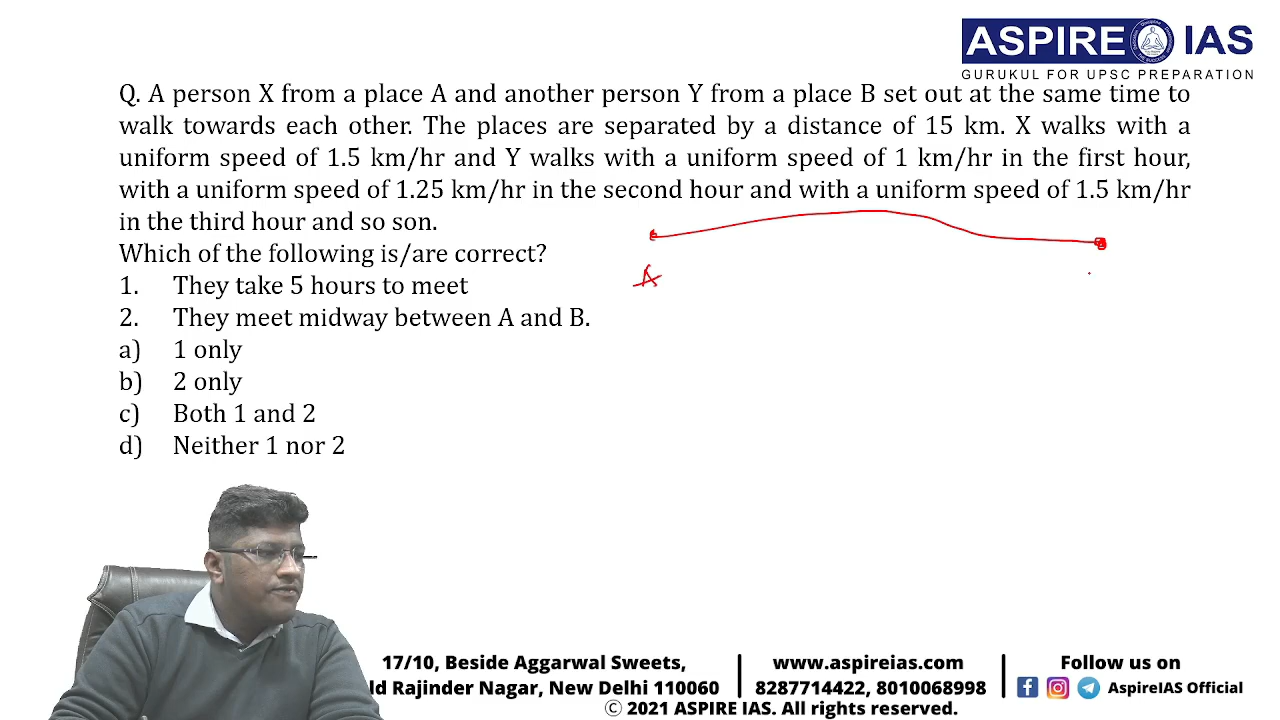 ASPIRE IAS
GURUKUL FOR UPSC PREPARATION
Q. A person X from a place A and another person Y from a place B set out at the same time to
walk towards each other. The places are separated by a distance of 15 km. X walks with a
uniform speed of 1.5 km/hr and Y walks with a uniform speed of 1 km/hr in the first hour,
with a uniform speed of 1.25 km/hr in the second hour and with a uniform speed of 1.5 km/hr
in the third hour and so son.
Which of the following is/are correct?
A
1. They take 5 hours to meet
2. They meet midway between A and B.
a) 1 only
b) 2 only
c) Both 1 and 2
d) Neither 1 nor 2
17/10, Beside Aggarwal Sweets,
ld Rajinder Nagar, New Delhi 110060
www.aspireias.com
8287714422, 8010068998
Follow us on
AspireIAS Official
Ⓒ 2021 ASPIRE IAS. All rights reserved.